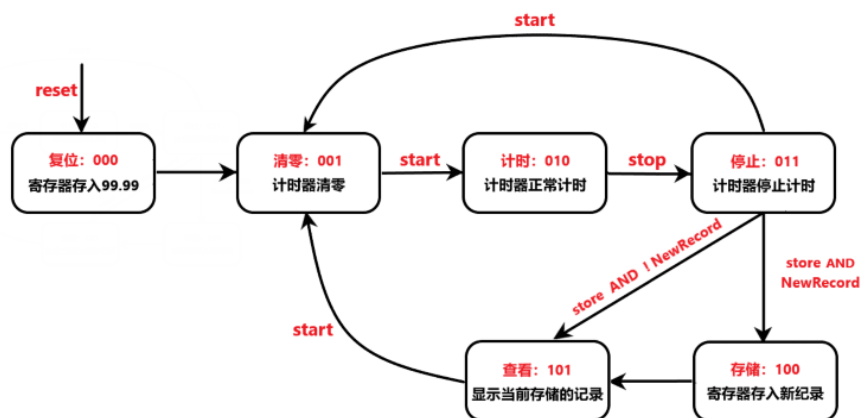 start
reset
复位：000
寄存器存入99.99
清零：001
计时器清零
start
计时：010
计时器正常计时
stop
停止：011
计时器停止计时
store AND ! NewRecord
store AND
NewRecord
start
查看：101
显示当前存储的记录
存储：100
寄存器存入新纪录